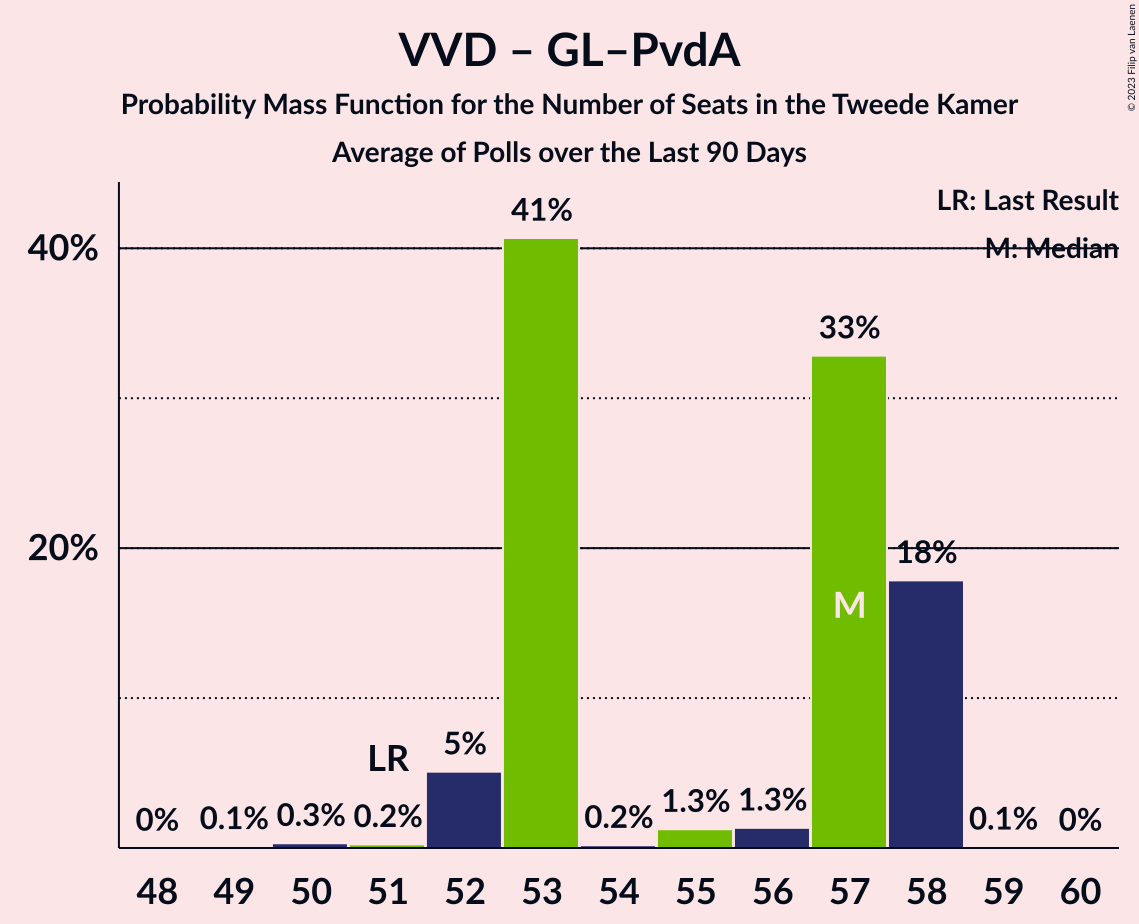 VVD – GL–PvdA
Probability Mass Function for the Number of Seats in the Tweede Kamer
Average of Polls over the Last 90 Days
© 2023 Filip van Laenen
LR: Last Result
M: Median
40%
20%
0%
0.1%
0.3%
0.2%
LR
5%
41%
0.2%
1.3%
1.3%
33%
M
18%
0.1%
0%
48 49 50 51 52 53 54 55 56 57 58 59 60